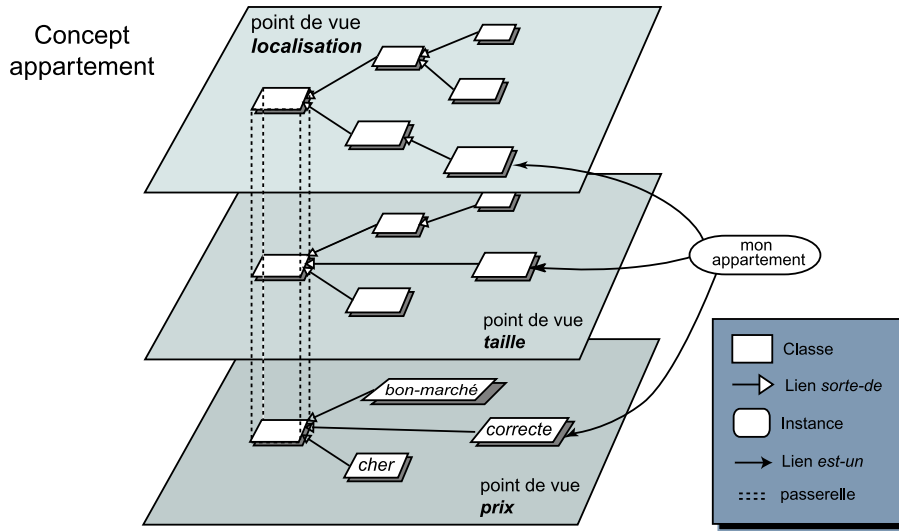 Concept
appartement
point de vue
localisation
mon
appartement
point de vue
taille
bon-marché
correcte
cher
point de vue
prix
Classe
Lien sorte-de
Instance
Lien est-un
passerelle